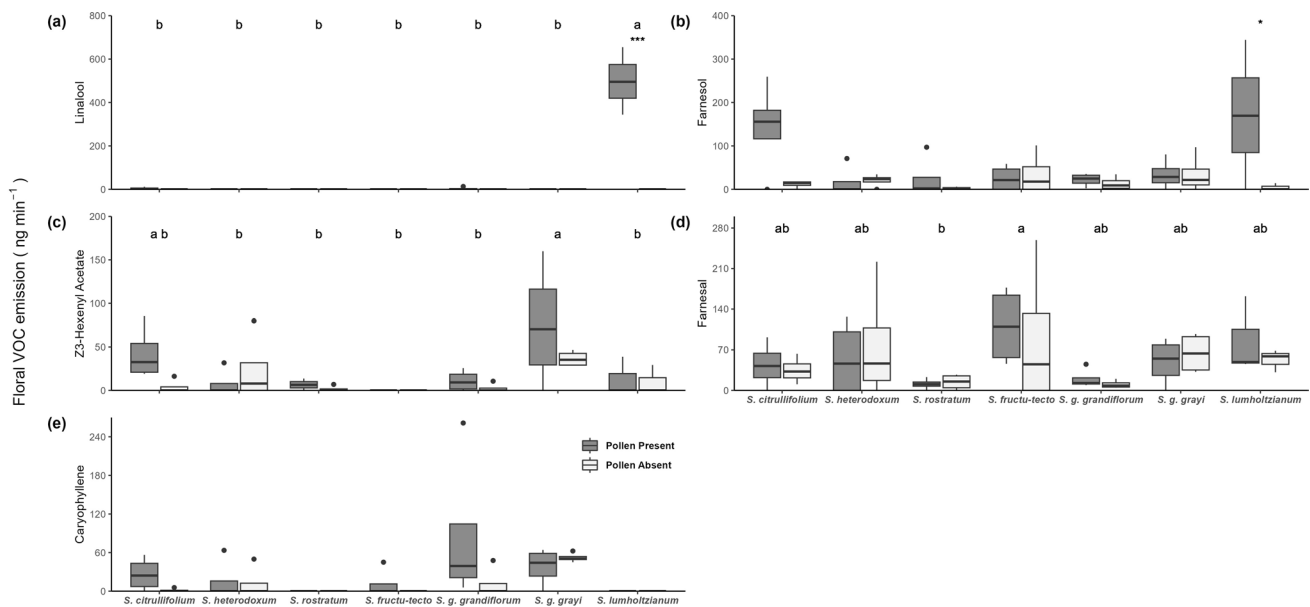 (a)
800
600
400
200
0
Linalool
b b b b b b a
***
(b)
400
300
200
100
0
Farnesol
*
(c)
200
150
100
50
0
Z3-Hexenyl Acetate
a b b b b b a b
(d)
280
210
140
70
0
Farnesal
ab ab b a ab ab ab
S. citrullifolium S. heterodoxum S. rostratum S. fructu-tecto S. g. grandiflorum S. g. grayi S. lumholtzianum
(e)
240
180
120
60
0
Caryophyllene
Pollen Present
Pollen Absent
S. citrullifolium S. heterodoxum S. rostratum S. fructu-tecto S. g. grandiflorum S. g. grayi S. lumholtzianum
Floral VOC emission ( ng min⁻¹ )